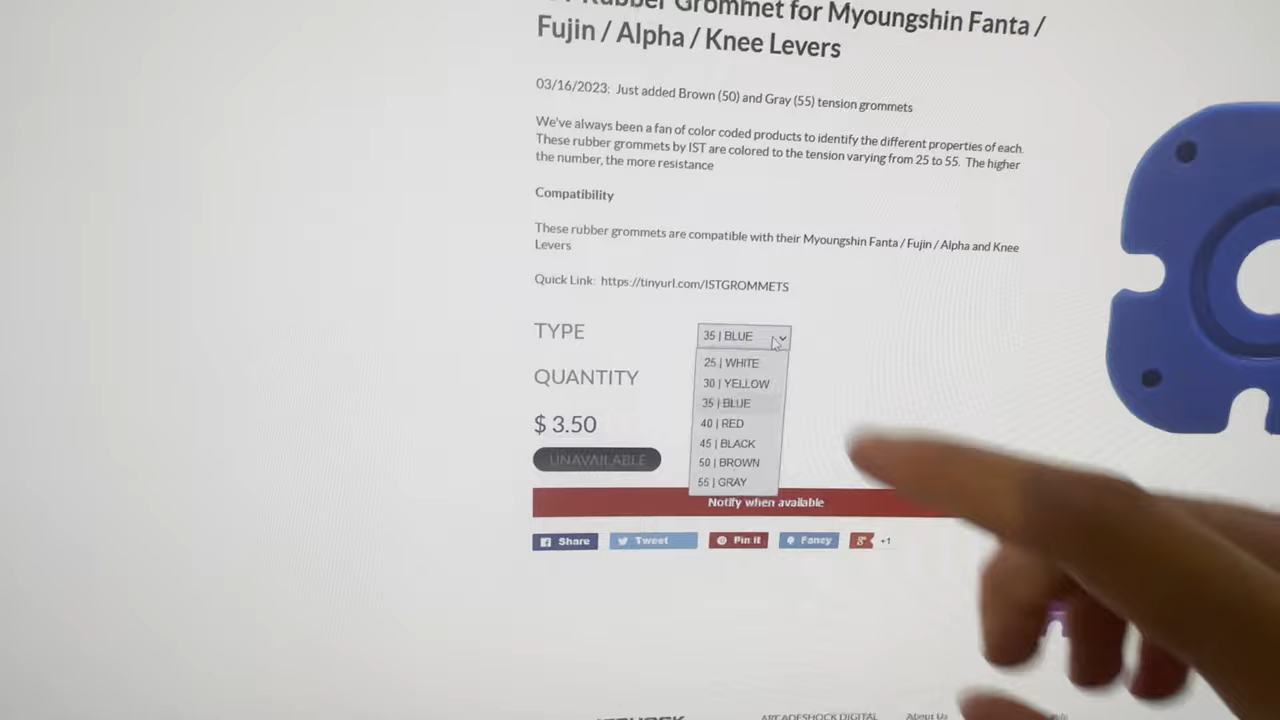 Rubber Grommet for Myoungshin Fanta /
Fujin / Alpha / Knee Levers
03/16/2023: Just added Brown (50) and Gray (55) tension grommets
We've always been a fan of color coded products to identify the different properties of each.
These rubber grommets by IST are colored to the tension varying from 25 to 55. The higher
the number, the more resistance
Compatibility
These rubber grommets are compatible with their Myoungshin Fanta / Fujin / Alpha and Knee
Levers
Quick Link: https://tinyurl.com/ISTGROMMETS
TYPE
35 | BLUE
25 | WHITE
30 | YELLOW
35 | BLUE
40 | RED
45 | BLACK
50 | BROWN
55 | GRAY
QUANTITY
$ 3.50
UNAVAILABLE
Notify when available
Share
Tweet
Pin it
Fancy
g+
+1
ARCADESHOCK DIGITAL
About Us